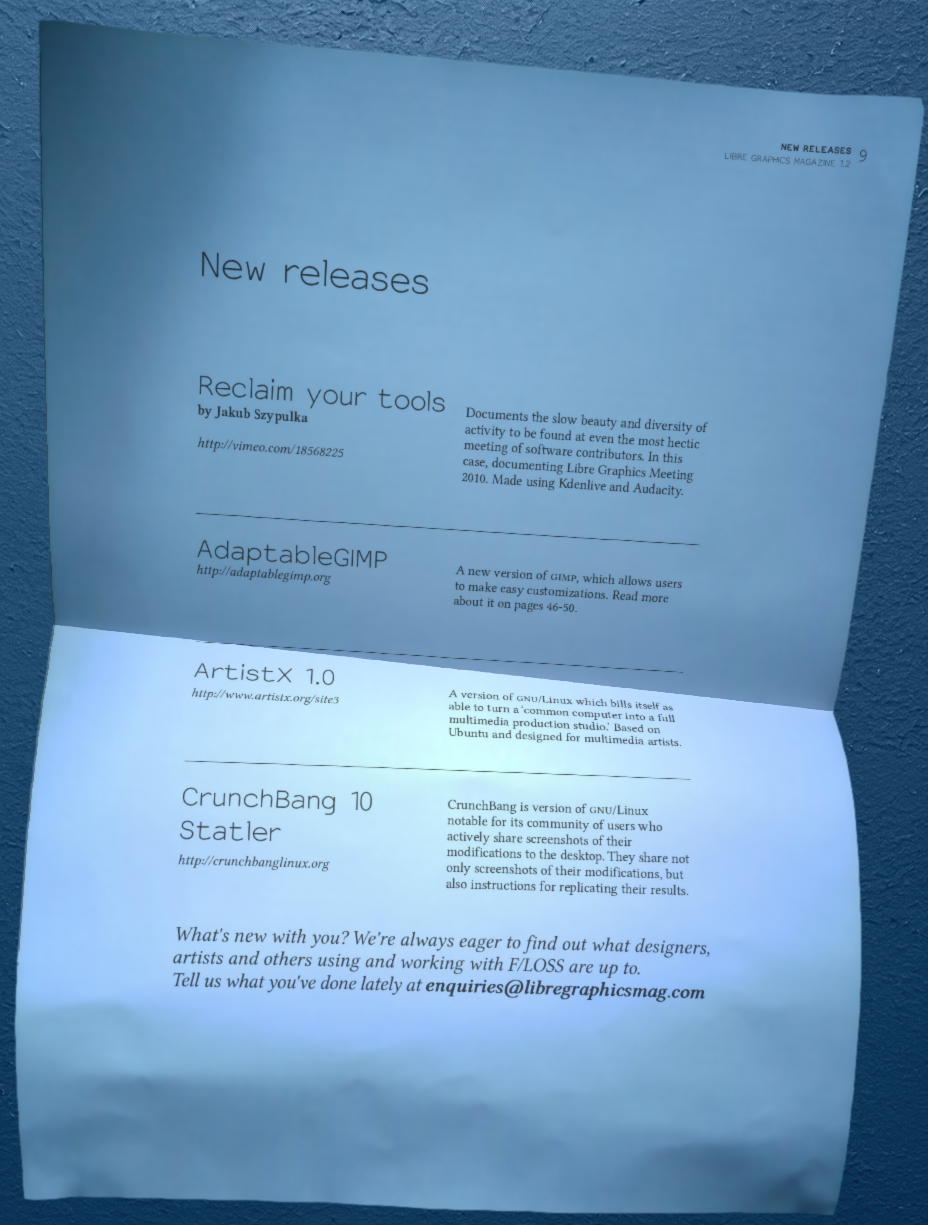 NEW RELEASES 9
LIBRE GRAPHICS MAGAZINE 1.2
New releases
Reclaim your tools
by Jakub Szypulka
http://vimeo.com/18568225
Documents the slow beauty and diversity of
activity to be found at even the most hectic
meeting of software contributors. In this
case, documenting Libre Graphics Meeting
2010. Made using Kdenlive and Audacity.
AdaptableGIMP
http://adaptablegimp.org
A new version of GIMP, which allows users
to make easy customizations. Read more
about it on pages 46-50.
ArtistX 1.0
http://www.artistx.org/site3
A version of GNU/Linux which bills itself as
able to turn a 'common computer into a full
multimedia production studio.' Based on
Ubuntu and designed for multimedia artists.
CrunchBang 10
Statler
http://crunchbanglinux.org
CrunchBang is version of GNU/Linux
notable for its community of users who
actively share screenshots of their
modifications to the desktop. They share not
only screenshots of their modifications, but
also instructions for replicating their results.
What's new with you? We're always eager to find out what designers,
artists and others using and working with F/LOSS are up to.
Tell us what you've done lately at enquiries@libregraphicsmag.com